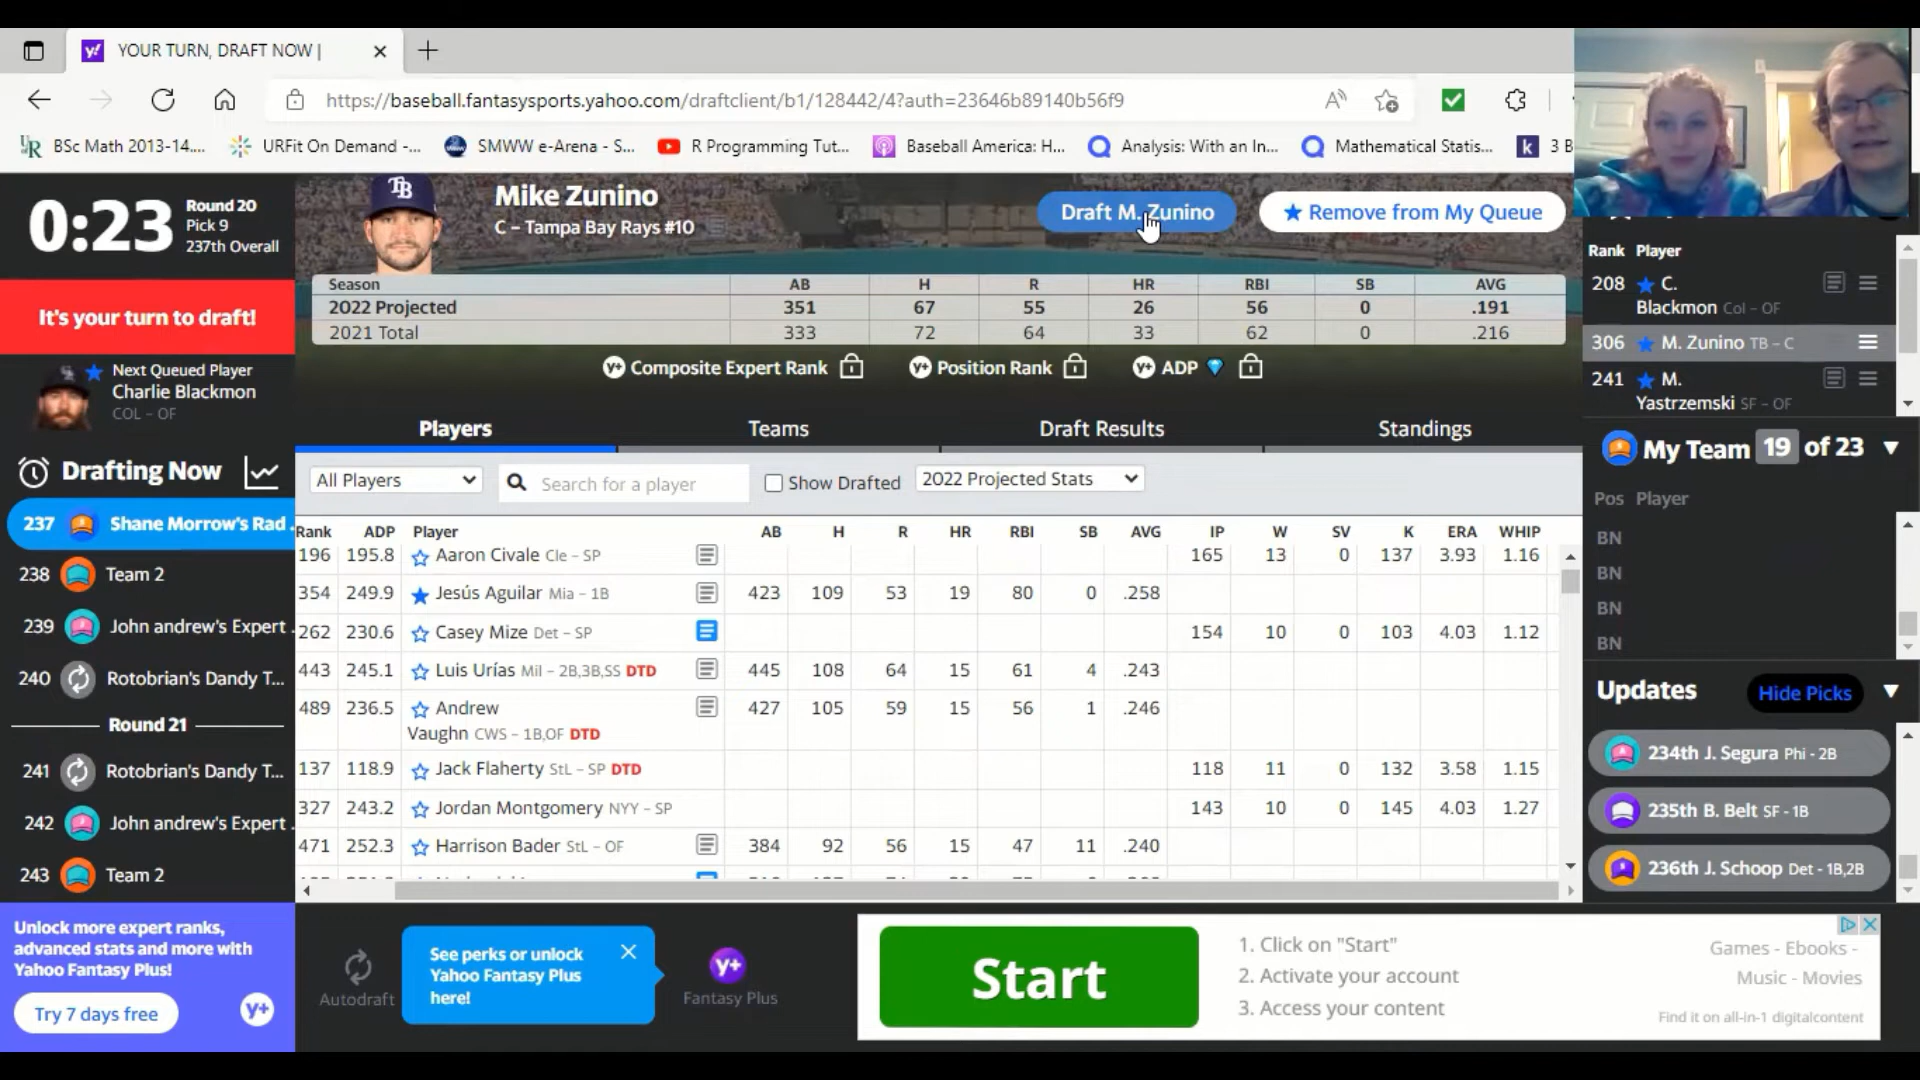 YOUR TURN, DRAFT NOW |
https://baseball.fantasysports.yahoo.com/draftclient/b1/128442/4?auth=23646b89140b56f9
BSc Math 2013-14....
URFit On Demand -...
SMWW e-Arena - S...
R Programming Tut...
Baseball America: H...
Analysis: With an In...
Mathematical Statis...
3 B
0:23
Round 20
Pick 9
237th Overall
It's your turn to draft!
Next Queued Player
Charlie Blackmon
COL - OF
Drafting Now
237 Shane Morrow's Rad .
238 Team 2
239 John andrew's Expert .
240 Rotobrian's Dandy T...
Round 21
241 Rotobrian's Dandy T...
242 John andrew's Expert .
243 Team 2
Unlock more expert ranks,
advanced stats and more with
Yahoo Fantasy Plus!
Try 7 days free
y+
TB
Mike Zunino
C – Tampa Bay Rays #10
Draft M. Zunino
Remove from My Queue
Season AB H R HR RBI SB AVG
2022 Projected 351 67 55 26 56 0 .191
2021 Total 333 72 64 33 62 0 .216
y+ Composite Expert Rank
y+ Position Rank
y+ ADP
Players Teams Draft Results Standings
All Players
Search for a player
Show Drafted
2022 Projected Stats
Rank ADP Player AB H R HR RBI SB AVG IP W SV K ERA WHIP
196 195.8 Aaron Civale Cle – SP 165 13 0 137 3.93 1.16
354 249.9 Jesús Aguilar Mia – 1B 423 109 53 19 80 0 .258
262 230.6 Casey Mize Det – SP 154 10 0 103 4.03 1.12
443 245.1 Luis Urías Mil – 2B,3B,SS DTD 445 108 64 15 61 4 .243
489 236.5 Andrew 427 105 59 15 56 1 .246
Vaughn CWS – 1B,OF DTD
137 118.9 Jack Flaherty StL – SP DTD 118 11 0 132 3.58 1.15
327 243.2 Jordan Montgomery NYY – SP 143 10 0 145 4.03 1.27
471 252.3 Harrison Bader StL – OF 384 92 56 15 47 11 .240
Autodraft
See perks or unlock
Yahoo Fantasy Plus
here!
y+
Fantasy Plus
Start
1. Click on "Start"
2. Activate your account
3. Access your content
Games - Ebooks -
Music - Movies
Find it on all-in-1 digitalcontent
Rank Player
208 C.
Blackmon Col - OF
306 M. Zunino TB – C
241 M.
Yastrzemski SF – OF
My Team 19 of 23
Pos Player
BN
BN
BN
BN
Updates
Hide Picks
234th J. Segura Phi - 2B
235th B. Belt SF - 1B
236th J. Schoop Det - 1B,2B